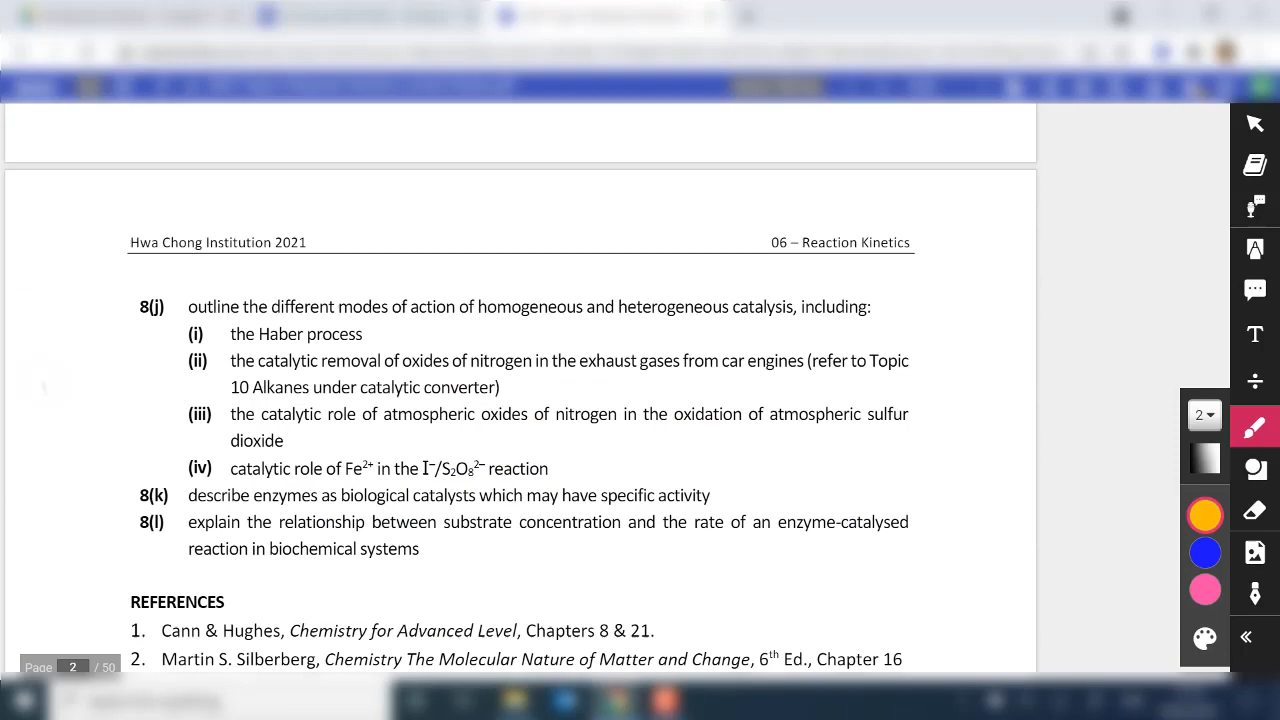 Hwa Chong Institution 2021 06 – Reaction Kinetics
8(j) outline the different modes of action of homogeneous and heterogeneous catalysis, including:
(i) the Haber process
(ii) the catalytic removal of oxides of nitrogen in the exhaust gases from car engines (refer to Topic
10 Alkanes under catalytic converter)
(iii) the catalytic role of atmospheric oxides of nitrogen in the oxidation of atmospheric sulfur
dioxide
(iv) catalytic role of Fe²⁺ in the I⁻/S₂O₈²⁻ reaction
8(k) describe enzymes as biological catalysts which may have specific activity
8(l) explain the relationship between substrate concentration and the rate of an enzyme-catalysed
reaction in biochemical systems
REFERENCES
1. Cann & Hughes, Chemistry for Advanced Level, Chapters 8 & 21.
2. Martin S. Silberberg, Chemistry The Molecular Nature of Matter and Change, 6th Ed., Chapter 16
Page 2 / 50
2
T
A